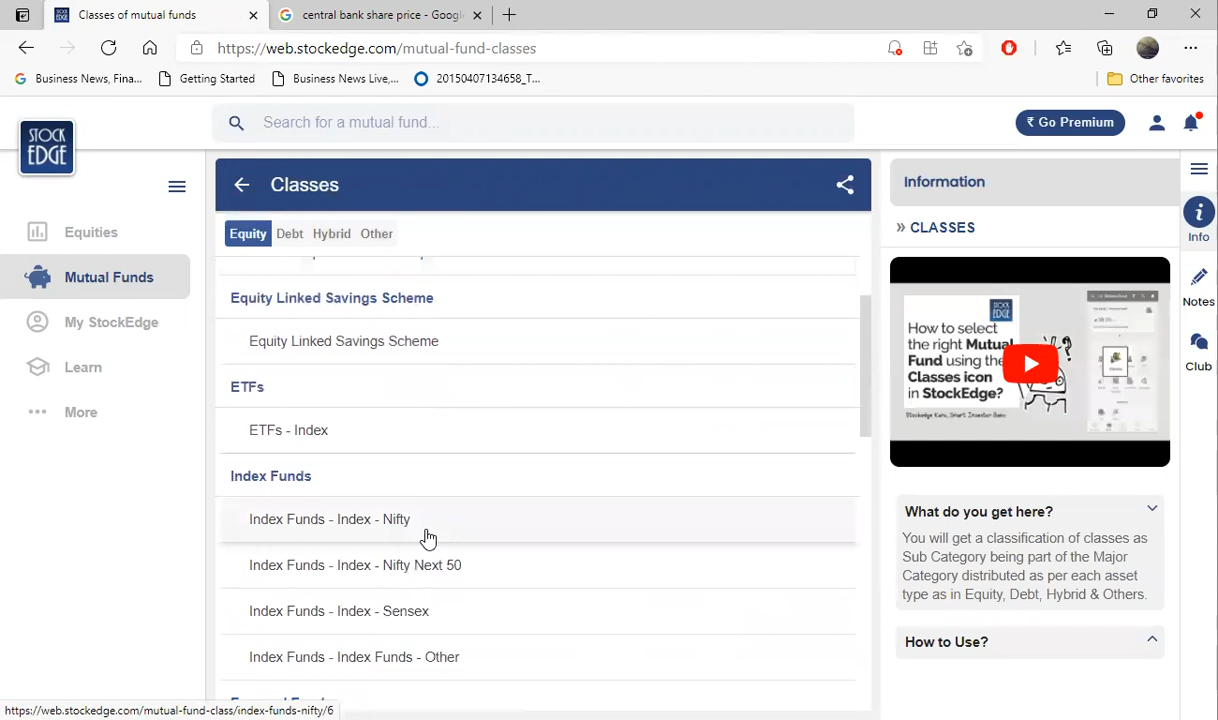 Classes of mutual funds
central bank share price - Googl
https://web.stockedge.com/mutual-fund-classes
Business News, Fina...
Getting Started
Business News Live,...
20150407134658_T...
Other favorites
STOCK
EDGE
Search for a mutual fund...
₹ Go Premium
Equities
Mutual Funds
My StockEdge
Learn
More
Classes
Equity
Debt
Hybrid
Other
Equity Linked Savings Scheme
Equity Linked Savings Scheme
ETFs
ETFs - Index
Index Funds
Index Funds - Index - Nifty
Index Funds - Index - Nifty Next 50
Index Funds - Index - Sensex
Index Funds - Index Funds - Other
Information
» CLASSES
STOCK
EDGE
How to select
the right Mutual
Fund using the
Classes icon
in StockEdge?
What do you get here?
You will get a classification of classes as
Sub Category being part of the Major
Category distributed as per each asset
type as in Equity, Debt, Hybrid & Others.
How to Use?
Info
Notes
Club
https://web.stockedge.com/mutual-fund-class/index-funds-nifty/6